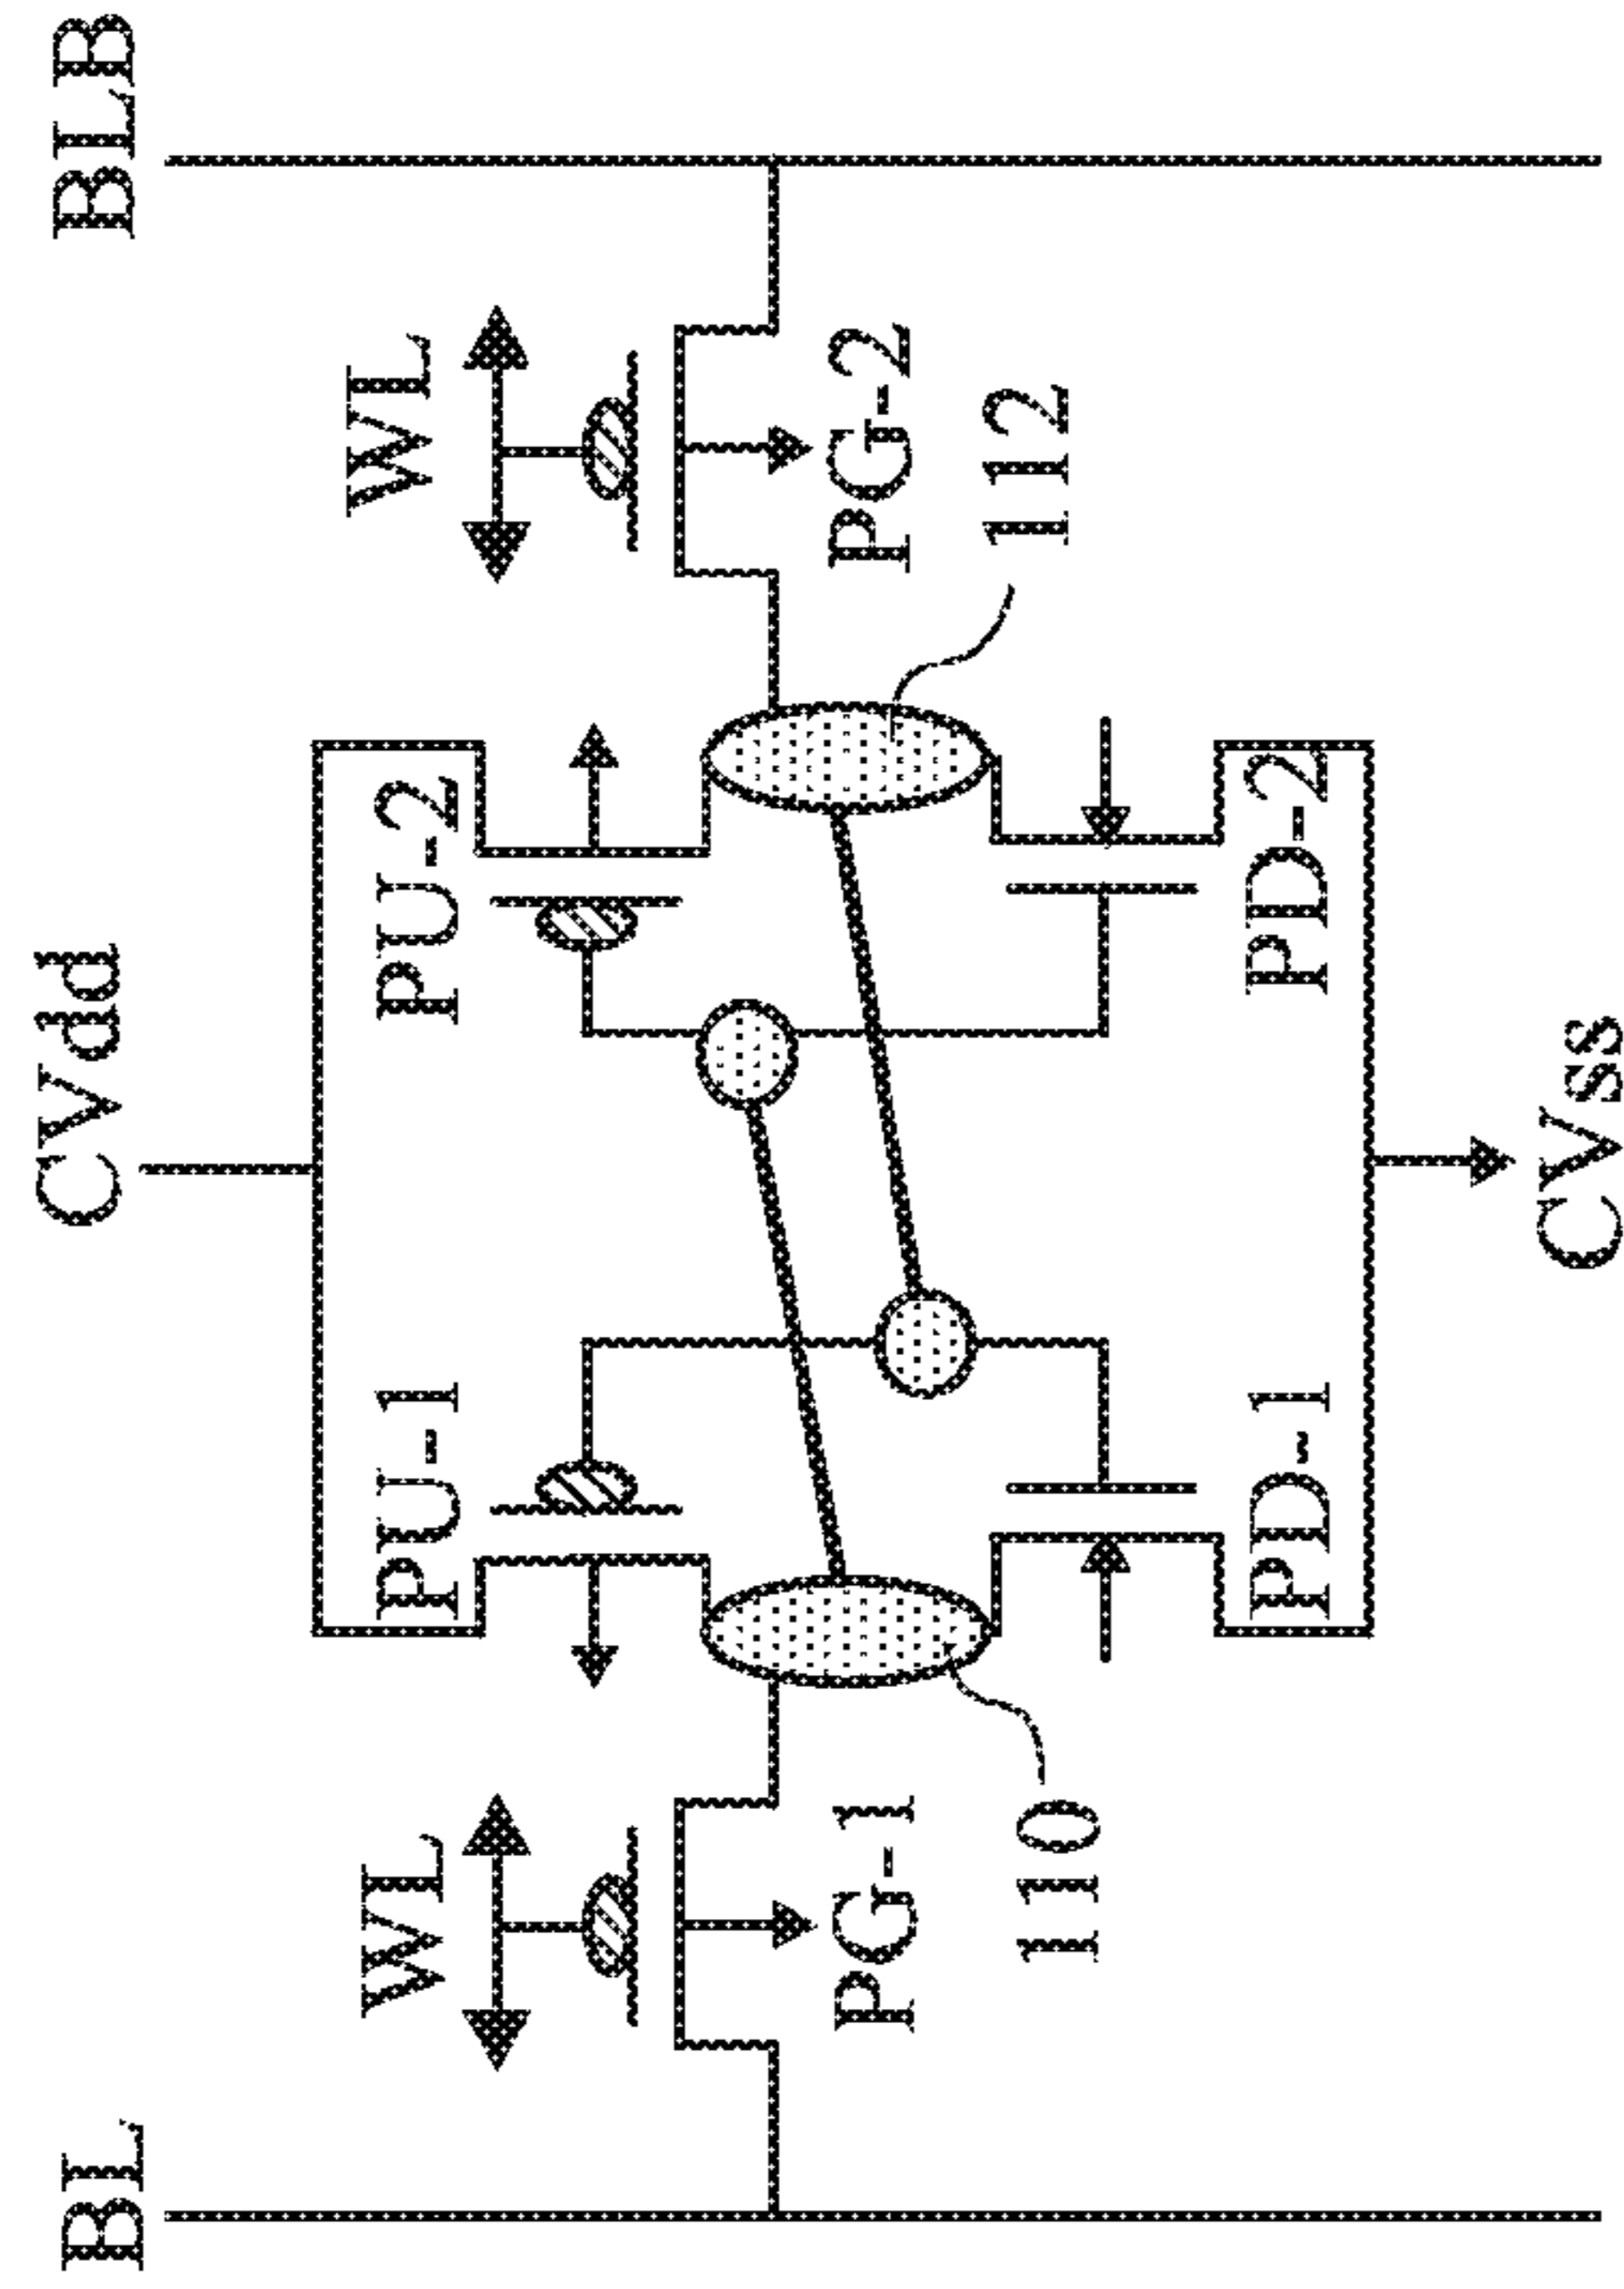 CVdd
BL
BLB
WL
PU-1
PU-2
WL
PG-1
PG-2
110
112
PD-1
PD-2
CVss